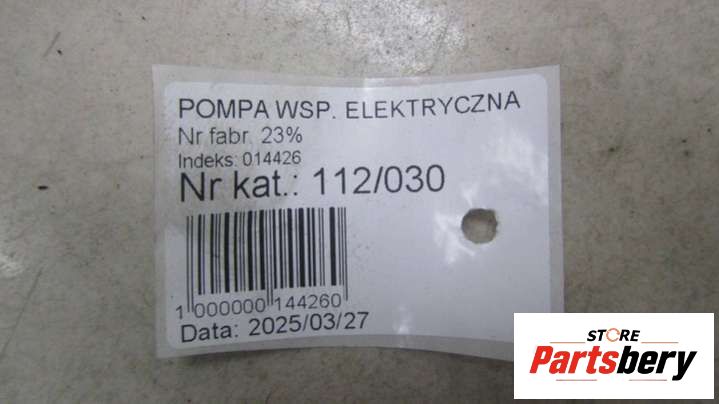 POMPA WSP. ELEKTRYCZNA
Nr fabr. 23%
Indeks: 014426
Nr kat.: 112/030
1 000000 144260
Data: 2025/03/27
STORE
Partsbery